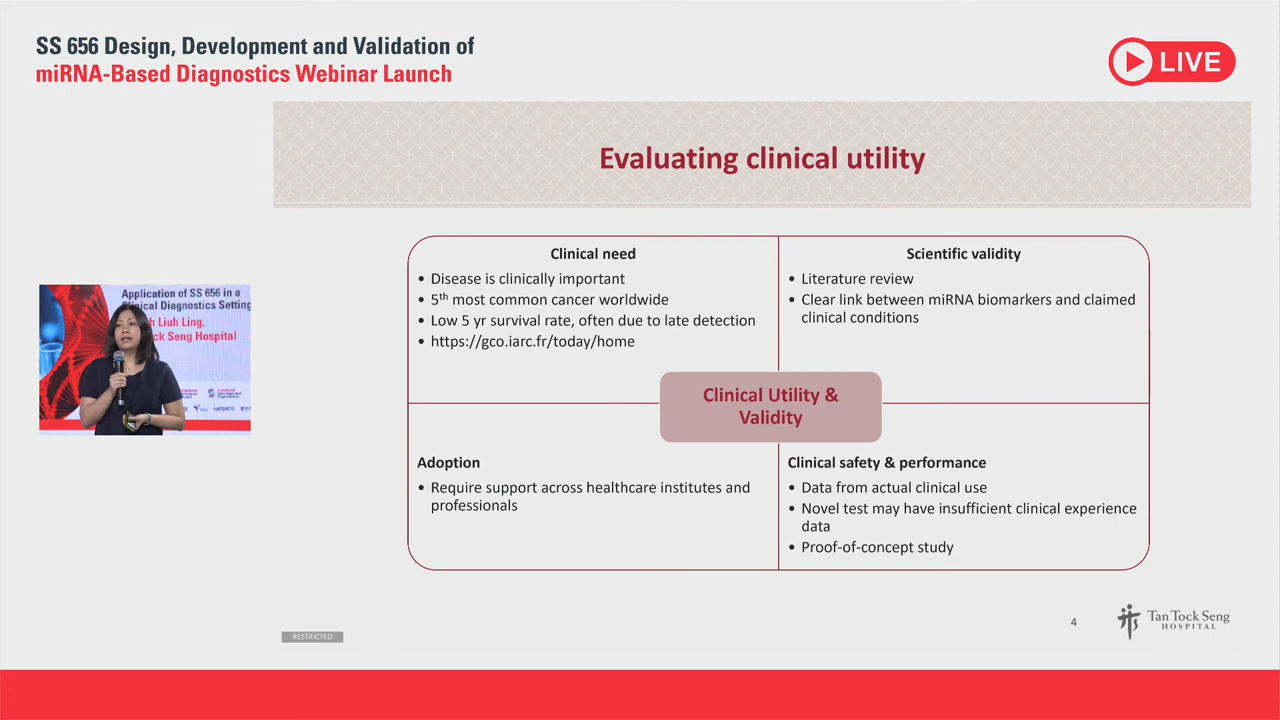 SS 656 Design, Development and Validation of
miRNA-Based Diagnostics Webinar Launch
LIVE
Evaluating clinical utility
Clinical need
• Disease is clinically important
• 5th most common cancer worldwide
• Low 5 yr survival rate, often due to late detection
• https://gco.iarc.fr/today/home
Scientific validity
• Literature review
• Clear link between miRNA biomarkers and claimed
clinical conditions
Clinical Utility &
Validity
Adoption
• Require support across healthcare institutes and
professionals
Clinical safety & performance
• Data from actual clinical use
• Novel test may have insufficient clinical experience
data
• Proof-of-concept study
Application of SS 656 in a
Clinical Diagnostics Setting
Liuh Ling,
Seng Hospital
RESTRICTED
4
Tan Tock Seng
HOSPITAL